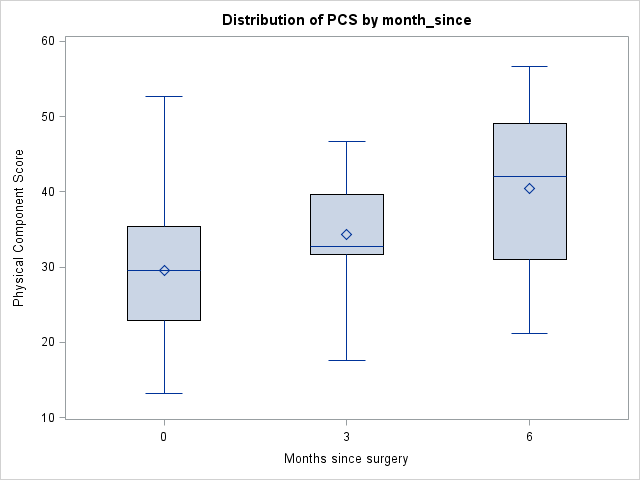 Distribution of PCS by month_since
60
50
40
30
20
10
Physical Component Score
0 3 6
Months since surgery